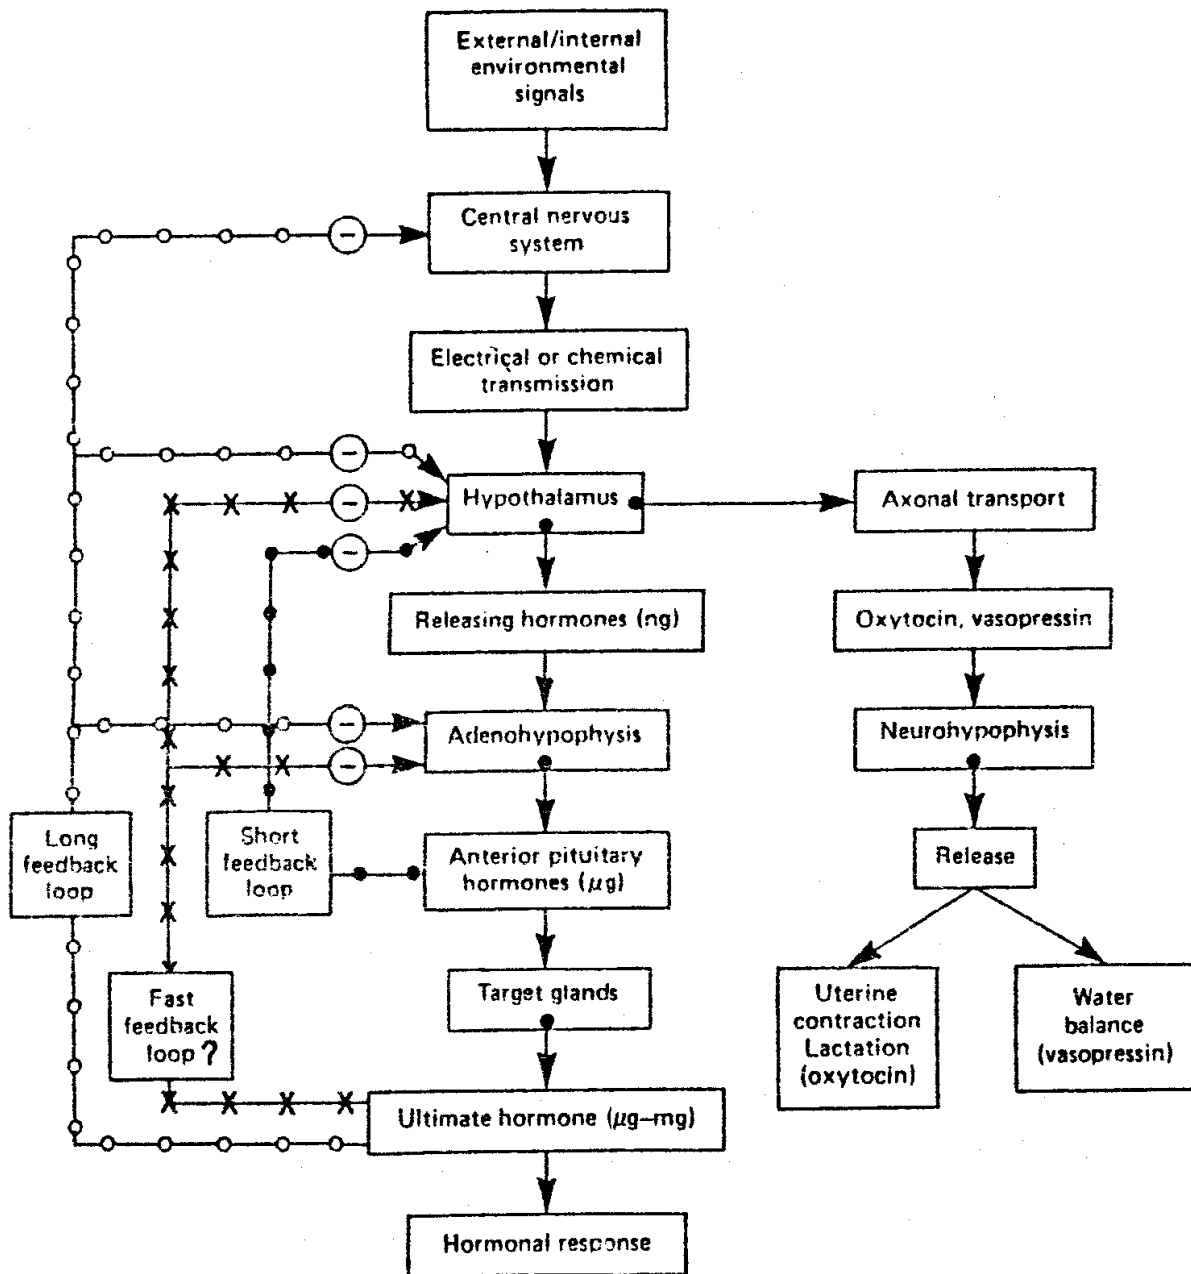 External/internal
environmental
signals
Central nervous
system
Electrical or chemical
transmission
Hypothalamus
Axonal transport
Releasing hormones (ng)
Oxytocin, vasopressin
Adenohypophysis
Neurohypophysis
Long
feedback
loop
Short
feedback
loop
Anterior pituitary
hormones (μg)
Release
Fast
feedback
loop ?
Target glands
Uterine
contraction
Lactation
(oxytocin)
Water
balance
(vasopressin)
Ultimate hormone (μg–mg)
Hormonal response